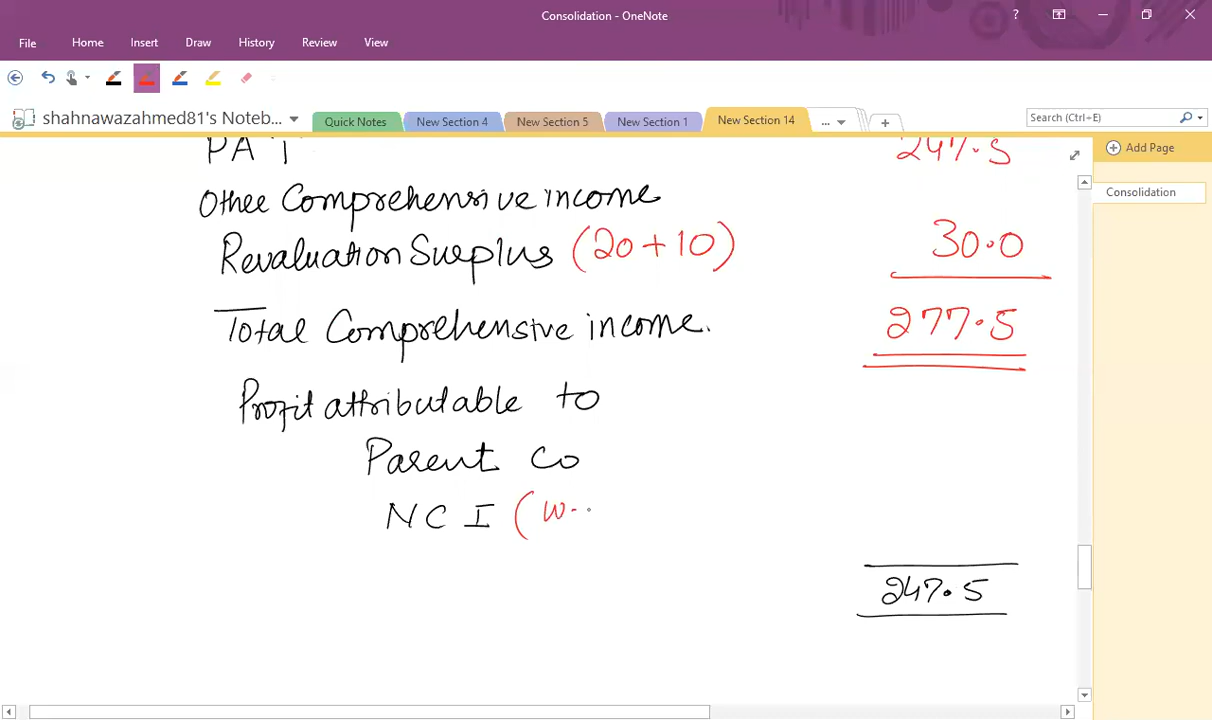 Consolidation - OneNote
?
File Home Insert Draw History Review View
shahnawazahmed81's Noteb... Quick Notes New Section 4 New Section 5 New Section 1 New Section 14 ... Search (Ctrl+E)
Add Page
Consolidation
PAT 247.5
Other Comprehensive income
Revaluation Surplus (20+10) 30.0
Total Comprehensive income. 277.5
Profit attributable to
Parent Co
NCI (W-
247.5